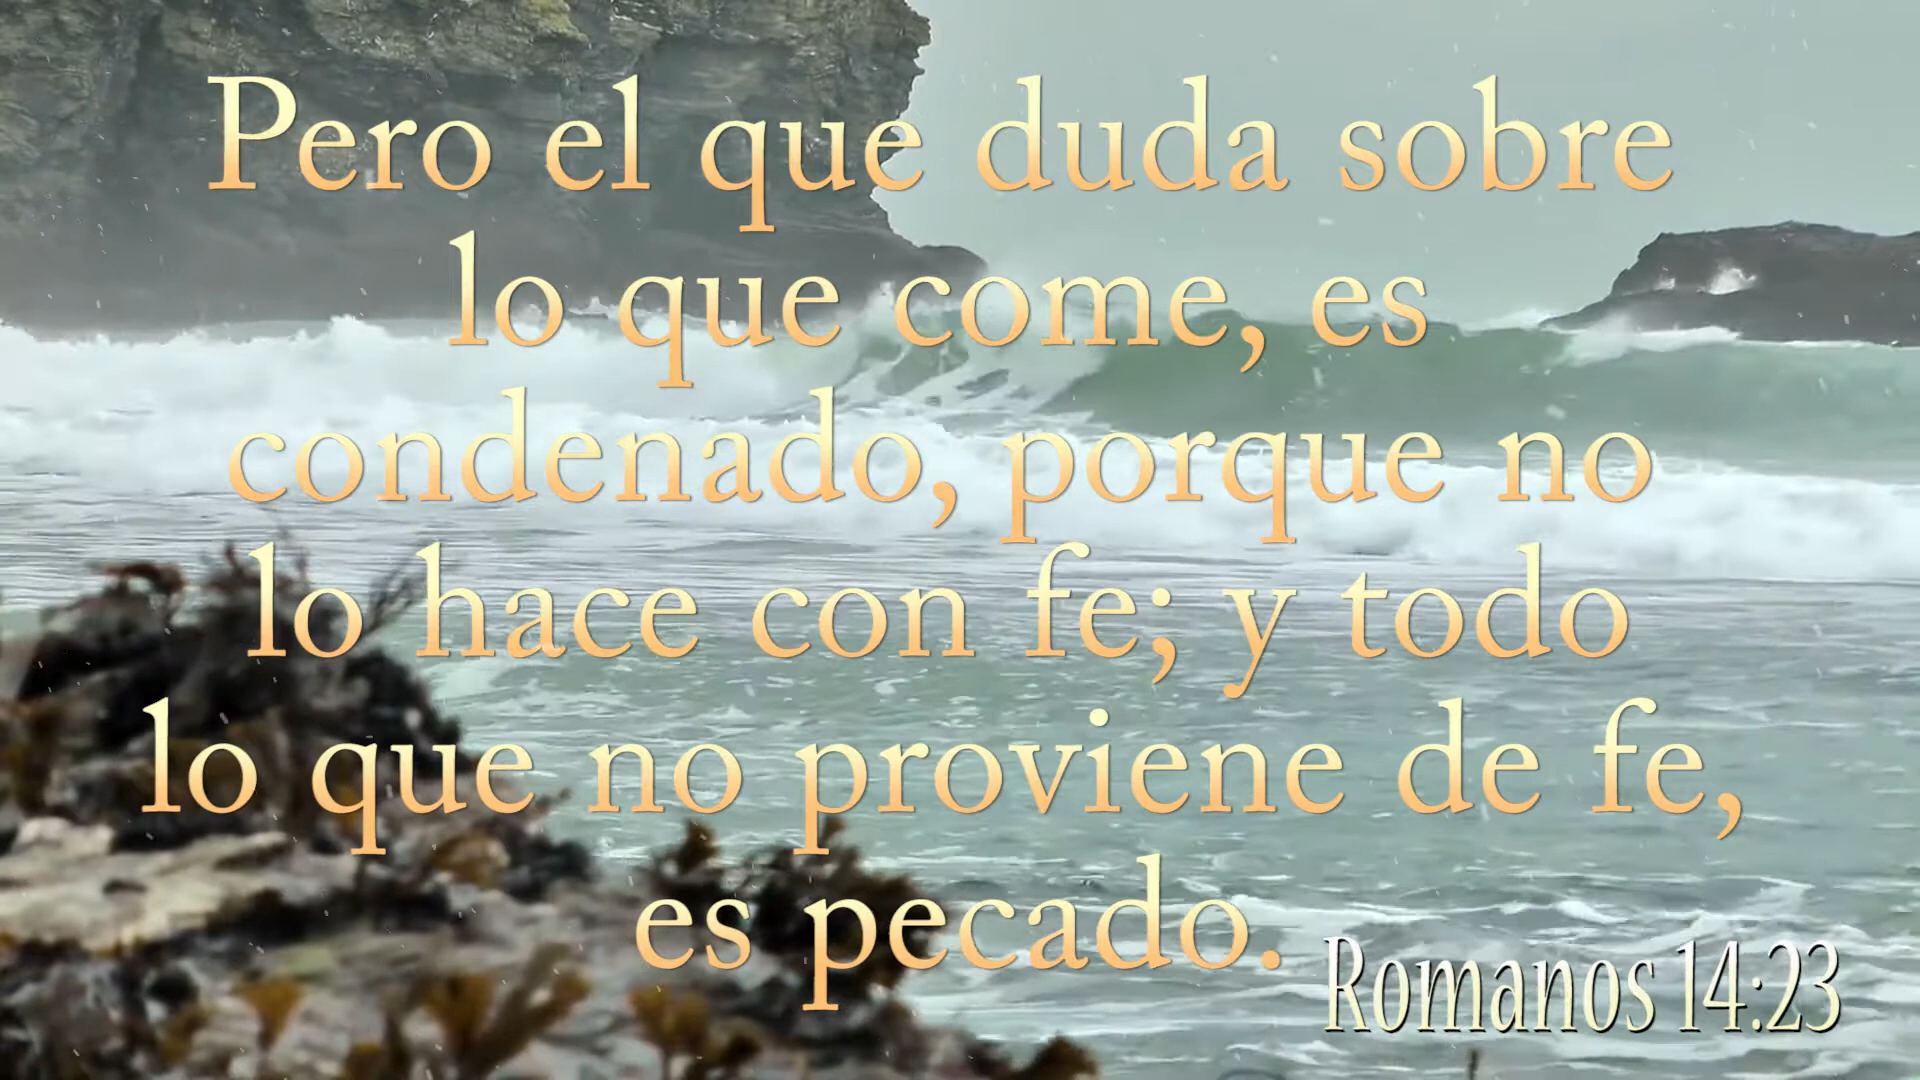 Pero el que duda sobre
lo que come, es
condenado, porque no
lo hace con fe; y todo
lo que no proviene de fe,
es pecado.
Romanos 14:23